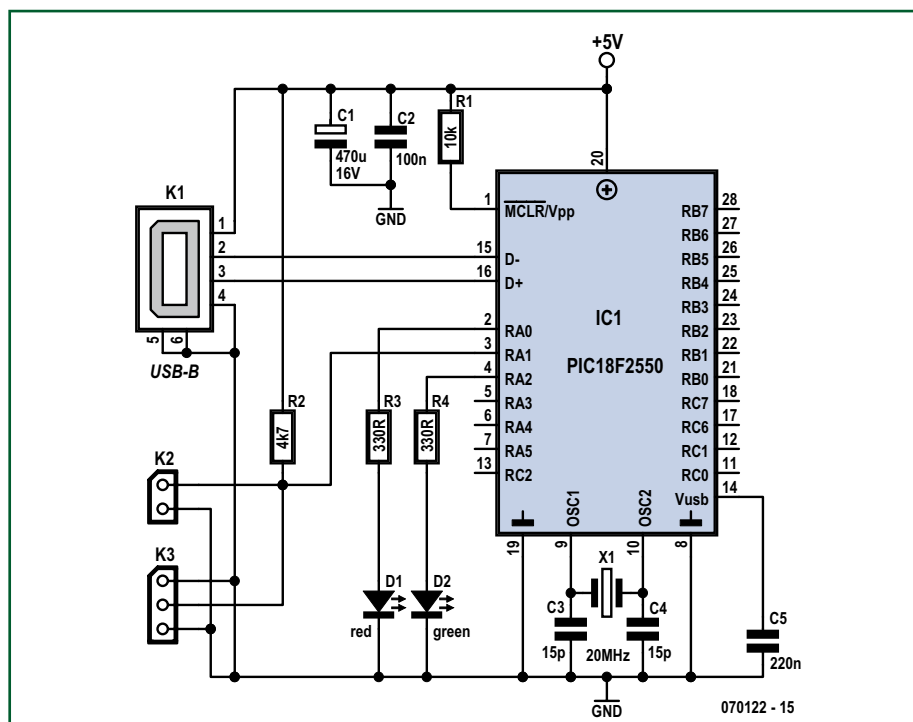 +5V
C1
470u
16V
C2
100n
R1
10k
GND
20
K1
1
2
3
4
5
6
USB-B
1
MCLR/Vpp
15
D-
16
D+
2
RA0
3
RA1
4
RA2
5
RA3
6
RA4
7
RA5
13
RC2
IC1
PIC18F2550
RB7
28
RB6
27
RB5
26
RB4
25
RB3
24
RB2
23
RB1
22
RB0
21
RC7
18
RC6
17
RC1
12
RC0
11
Vusb
14
OSC1
OSC2
19
9
10
8
R2
4k7
R3
330R
R4
330R
K2
K3
D1
red
D2
green
X1
20MHz
C3
15p
C4
15p
C5
220n
GND
070122 - 15